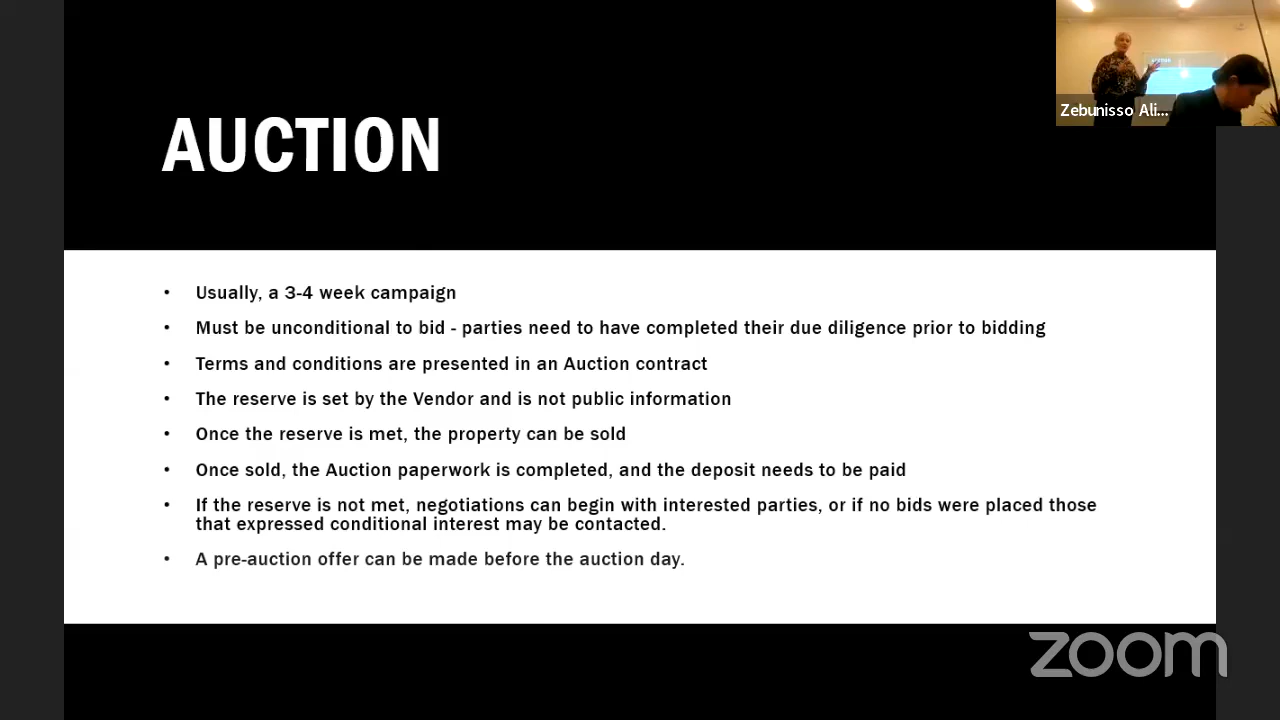 AUCTION
Zebunisso Ali...
• Usually, a 3-4 week campaign
• Must be unconditional to bid - parties need to have completed their due diligence prior to bidding
• Terms and conditions are presented in an Auction contract
• The reserve is set by the Vendor and is not public information
• Once the reserve is met, the property can be sold
• Once sold, the Auction paperwork is completed, and the deposit needs to be paid
• If the reserve is not met, negotiations can begin with interested parties, or if no bids were placed those
that expressed conditional interest may be contacted.
• A pre-auction offer can be made before the auction day.
zoom